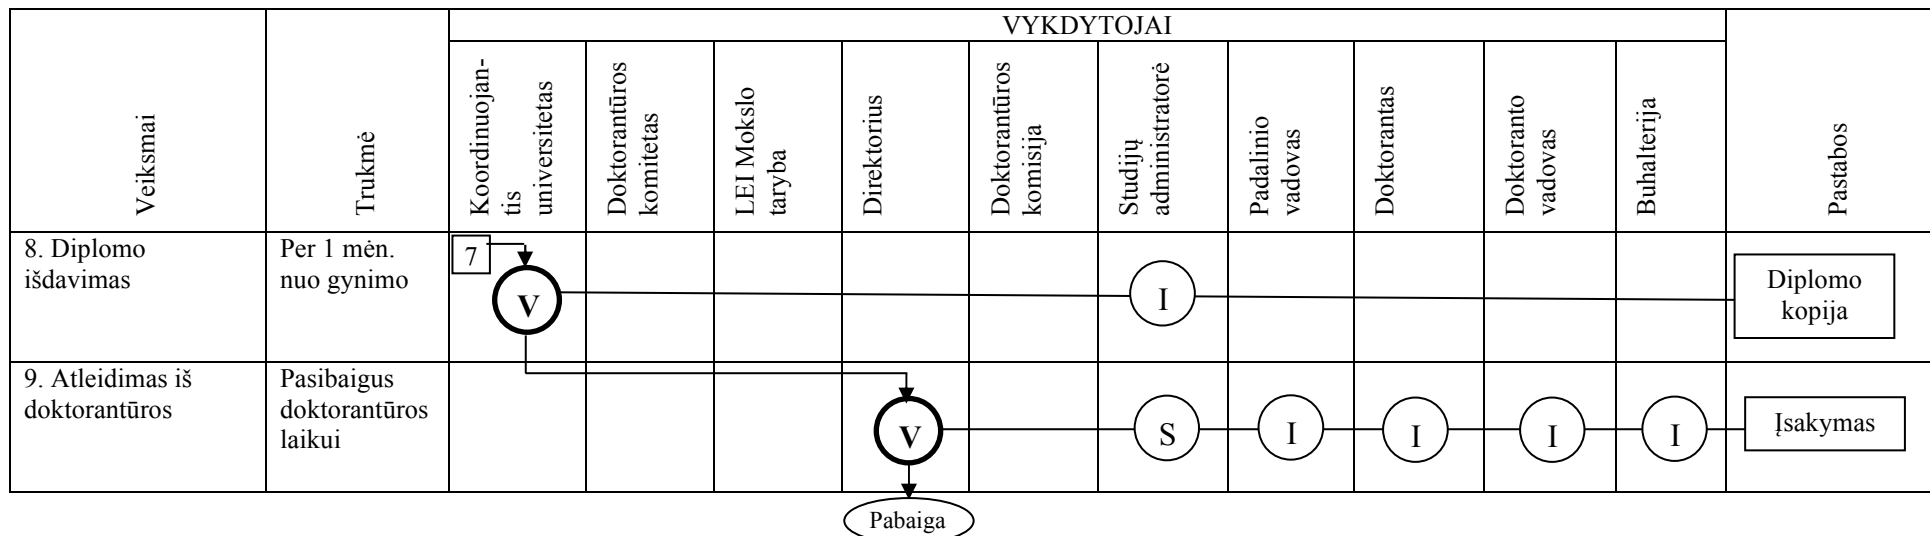 VYKDYTOJAI
Veiksmai
Trukmė
Koordinuojan-
tis
universitetas
Doktorantūros
komitetas
LEI Mokslo
taryba
Direktorius
Doktorantūros
komisija
Studijų
administratorė
Padalinio
vadovas
Doktorantas
Doktoranto
vadovas
Buhalterija
Pastabos
8. Diplomo
išdavimas
Per 1 mėn.
nuo gynimo
7
V
I
Diplomo
kopija
9. Atleidimas iš
doktorantūros
Pasibaigus
doktorantūros
laikui
V
S
I
I
I
I
Įsakymas
Pabaiga